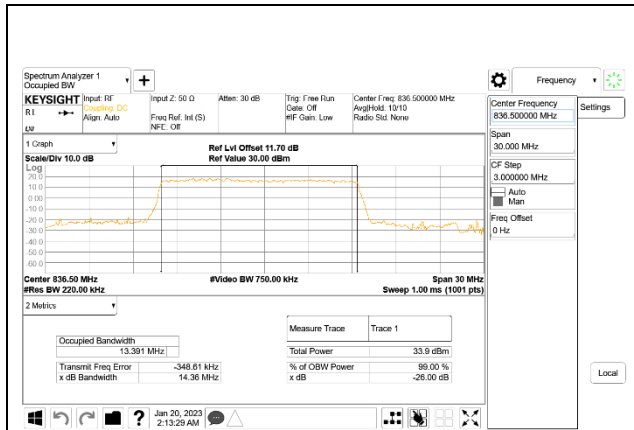 Spectrum Analyzer 1
Occupied BW
+
Frequency
KEYSIGHT
Input: RF
Coupling: DC
Align: Auto
Input Z: 50 Ω
Freq Ref: Int (S)
NFE: Off
Atten: 30 dB
Trig: Free Run
Gate: Off
#IF Gain: Low
Center Freq: 836.500000 MHz
Avg|Hold: 10/10
Radio Std: None
Center Frequency
836.500000 MHz
Settings
Span
30.000 MHz
CF Step
3.000000 MHz
Auto
Man
Freq Offset
0 Hz
1 Graph
Scale/Div 10.0 dB
Ref Lvl Offset 11.70 dB
Ref Value 30.00 dBm
Log
20.0
10.0
0.00
-10.0
-20.0
-30.0
-40.0
-50.0
-60.0
Center 836.50 MHz
#Res BW 220.00 kHz
#Video BW 750.00 kHz
Span 30 MHz
Sweep 1.00 ms (1001 pts)
2 Metrics
Measure Trace
Trace 1
Occupied Bandwidth
13.391 MHz
Total Power
33.9 dBm
Transmit Freq Error
-348.61 kHz
% of OBW Power
99.00 %
x dB Bandwidth
14.36 MHz
x dB
-26.00 dB
Local
?
Jan 20, 2023
2:13:29 AM